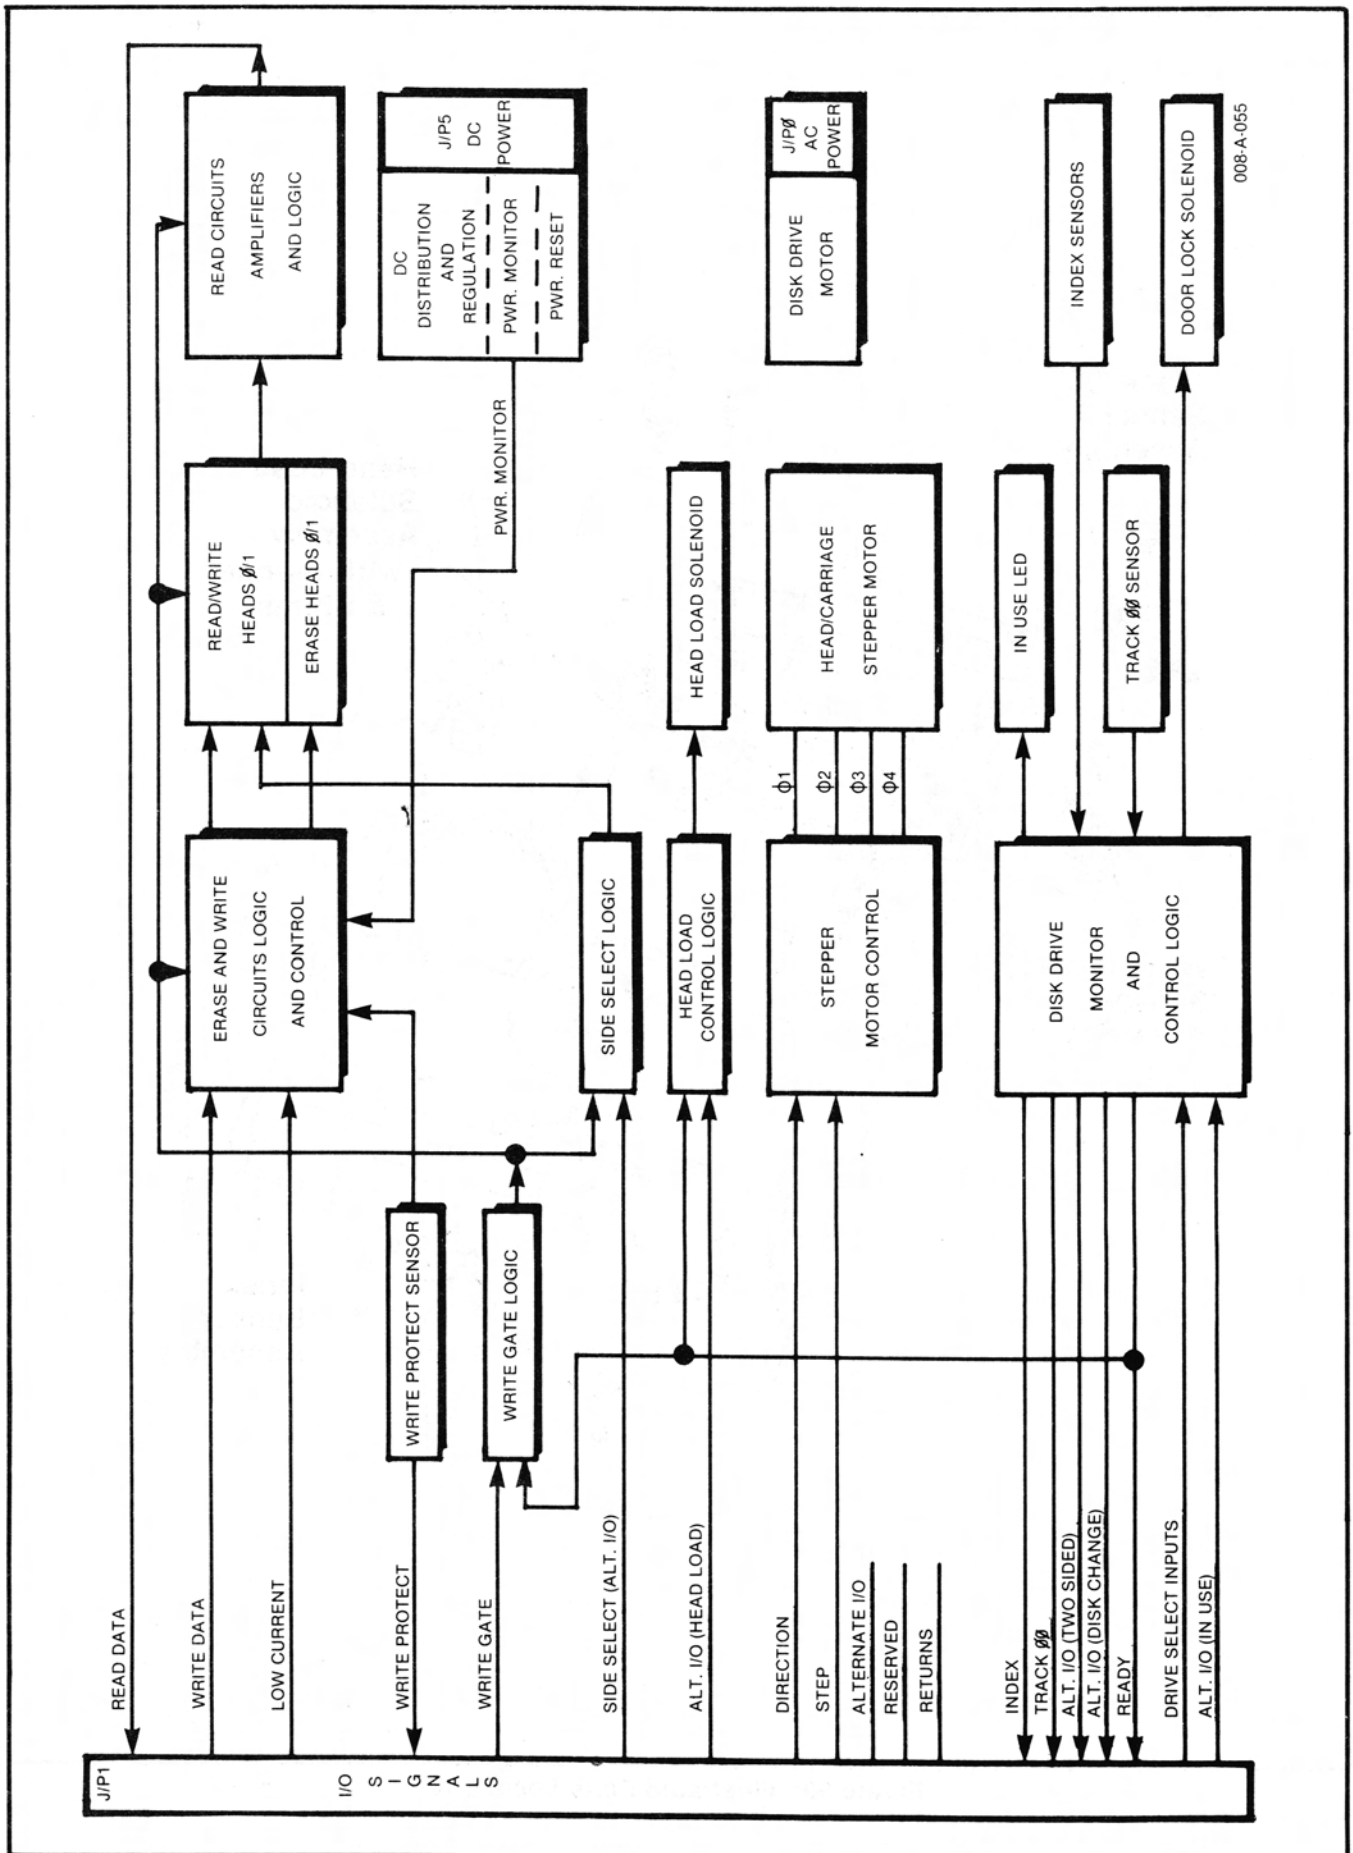 J/P1
I/O
SIGNALS
READ DATA
WRITE DATA
LOW CURRENT
WRITE PROTECT
WRITE GATE
SIDE SELECT (ALT. I/O)
ALT. I/O (HEAD LOAD)
DIRECTION
STEP
ALTERNATE I/O
RESERVED
RETURNS
INDEX
TRACK ØØ
ALT. I/O (TWO SIDED)
ALT. I/O (DISK CHANGE)
READY
DRIVE SELECT INPUTS
ALT. I/O (IN USE)
WRITE PROTECT SENSOR
WRITE GATE LOGIC
ERASE AND WRITE
CIRCUITS LOGIC
AND CONTROL
SIDE SELECT LOGIC
HEAD LOAD
CONTROL LOGIC
STEPPER
MOTOR CONTROL
DISK DRIVE
MONITOR
AND
CONTROL LOGIC
Φ1
Φ2
Φ3
Φ4
READ/WRITE
HEADS Ø/1
ERASE HEADS Ø/1
PWR. MONITOR
HEAD LOAD SOLENOID
HEAD/CARRIAGE
STEPPER MOTOR
IN USE LED
TRACK ØØ SENSOR
READ CIRCUITS
AMPLIFIERS
AND LOGIC
DC
DISTRIBUTION
AND
REGULATION
PWR. MONITOR
PWR. RESET
J/P5
DC
POWER
DISK DRIVE
MOTOR
J/PØ
AC
POWER
INDEX SENSORS
DOOR LOCK SOLENOID
008-A-055